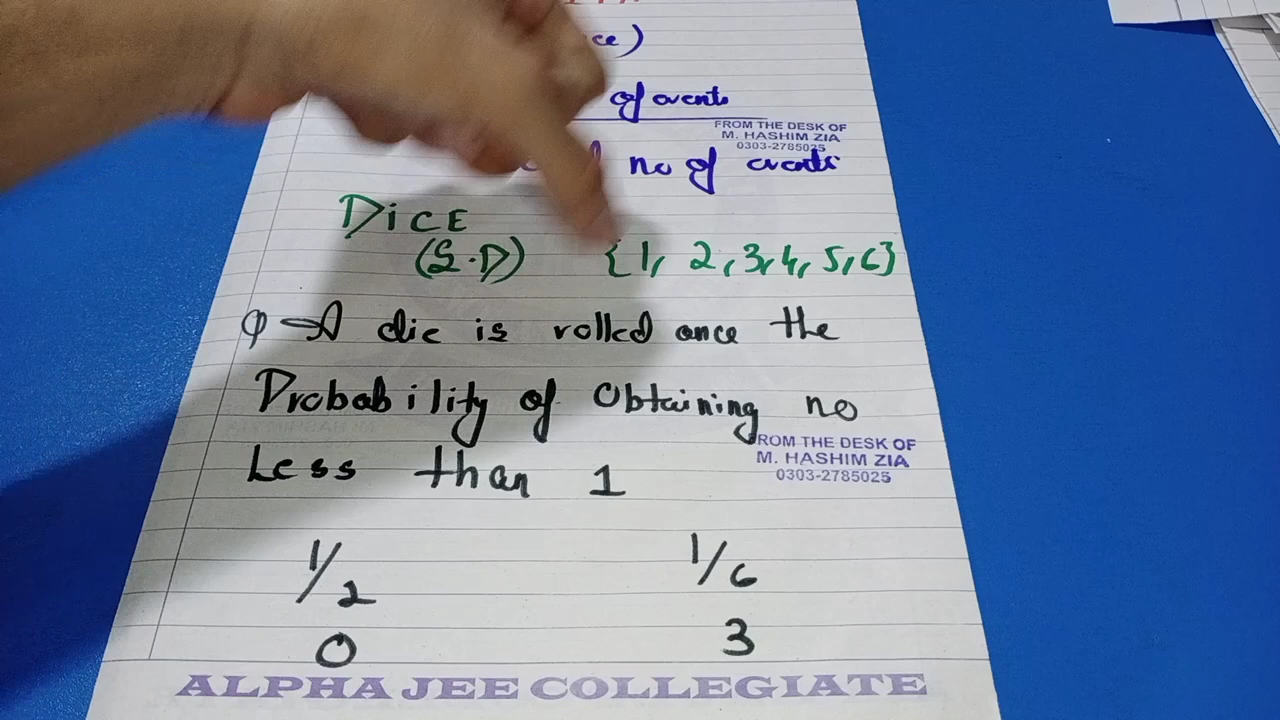 ce)
of events
FROM THE DESK OF
M. HASHIM ZIA
0303-2785025
no of events
DICE
(S.D) {1, 2, 3, 4, 5, 6}
Q A die is rolled once the
Probability of Obtaining no
Less than 1
FROM THE DESK OF
M. HASHIM ZIA
0303-2785025
1/2 1/6
0 3
ALPHA JEE COLLEGIATE